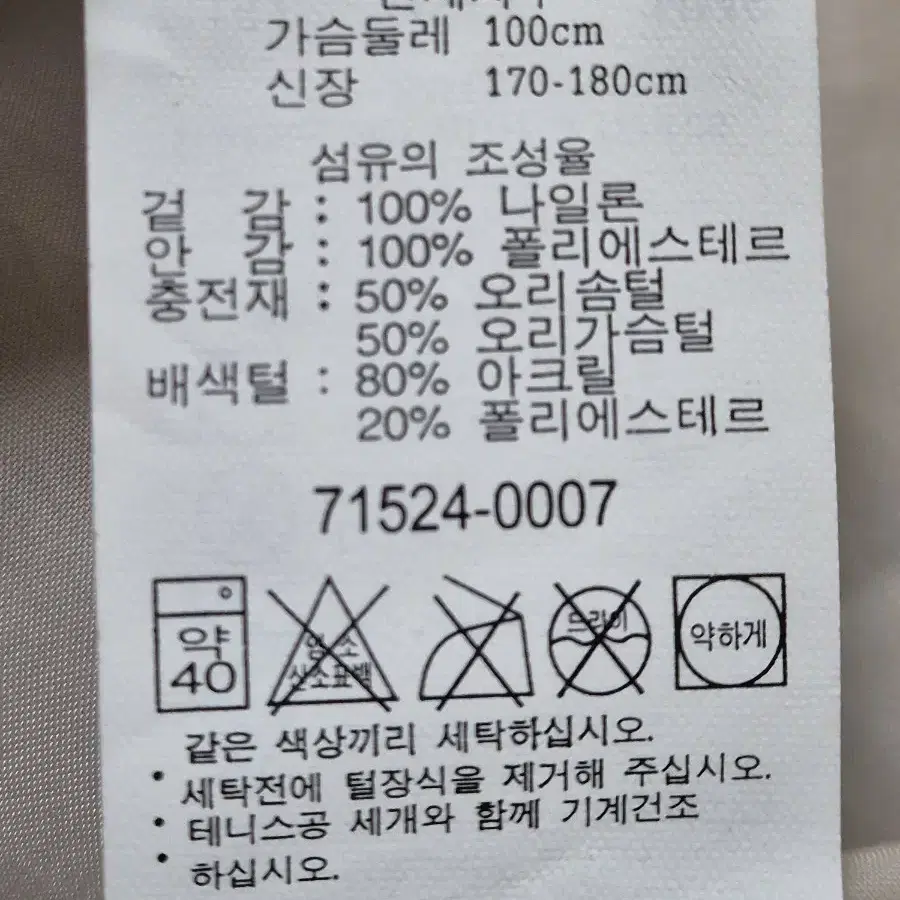 가슴둘레 100cm
신장 170-180cm
섬유의 조성율
겉 감 : 100% 나일론
안 감 : 100% 폴리에스테르
충전재 : 50% 오리솜털
50% 오리가슴털
배색털 : 80% 아크릴
20% 폴리에스테르
71524-0007
약
40
염소
산소표백
드라이
약하게
같은 색상끼리 세탁하십시오.
• 세탁전에 털장식을 제거해 주십시오.
• 테니스공 세개와 함께 기계건조
• 하십시오.